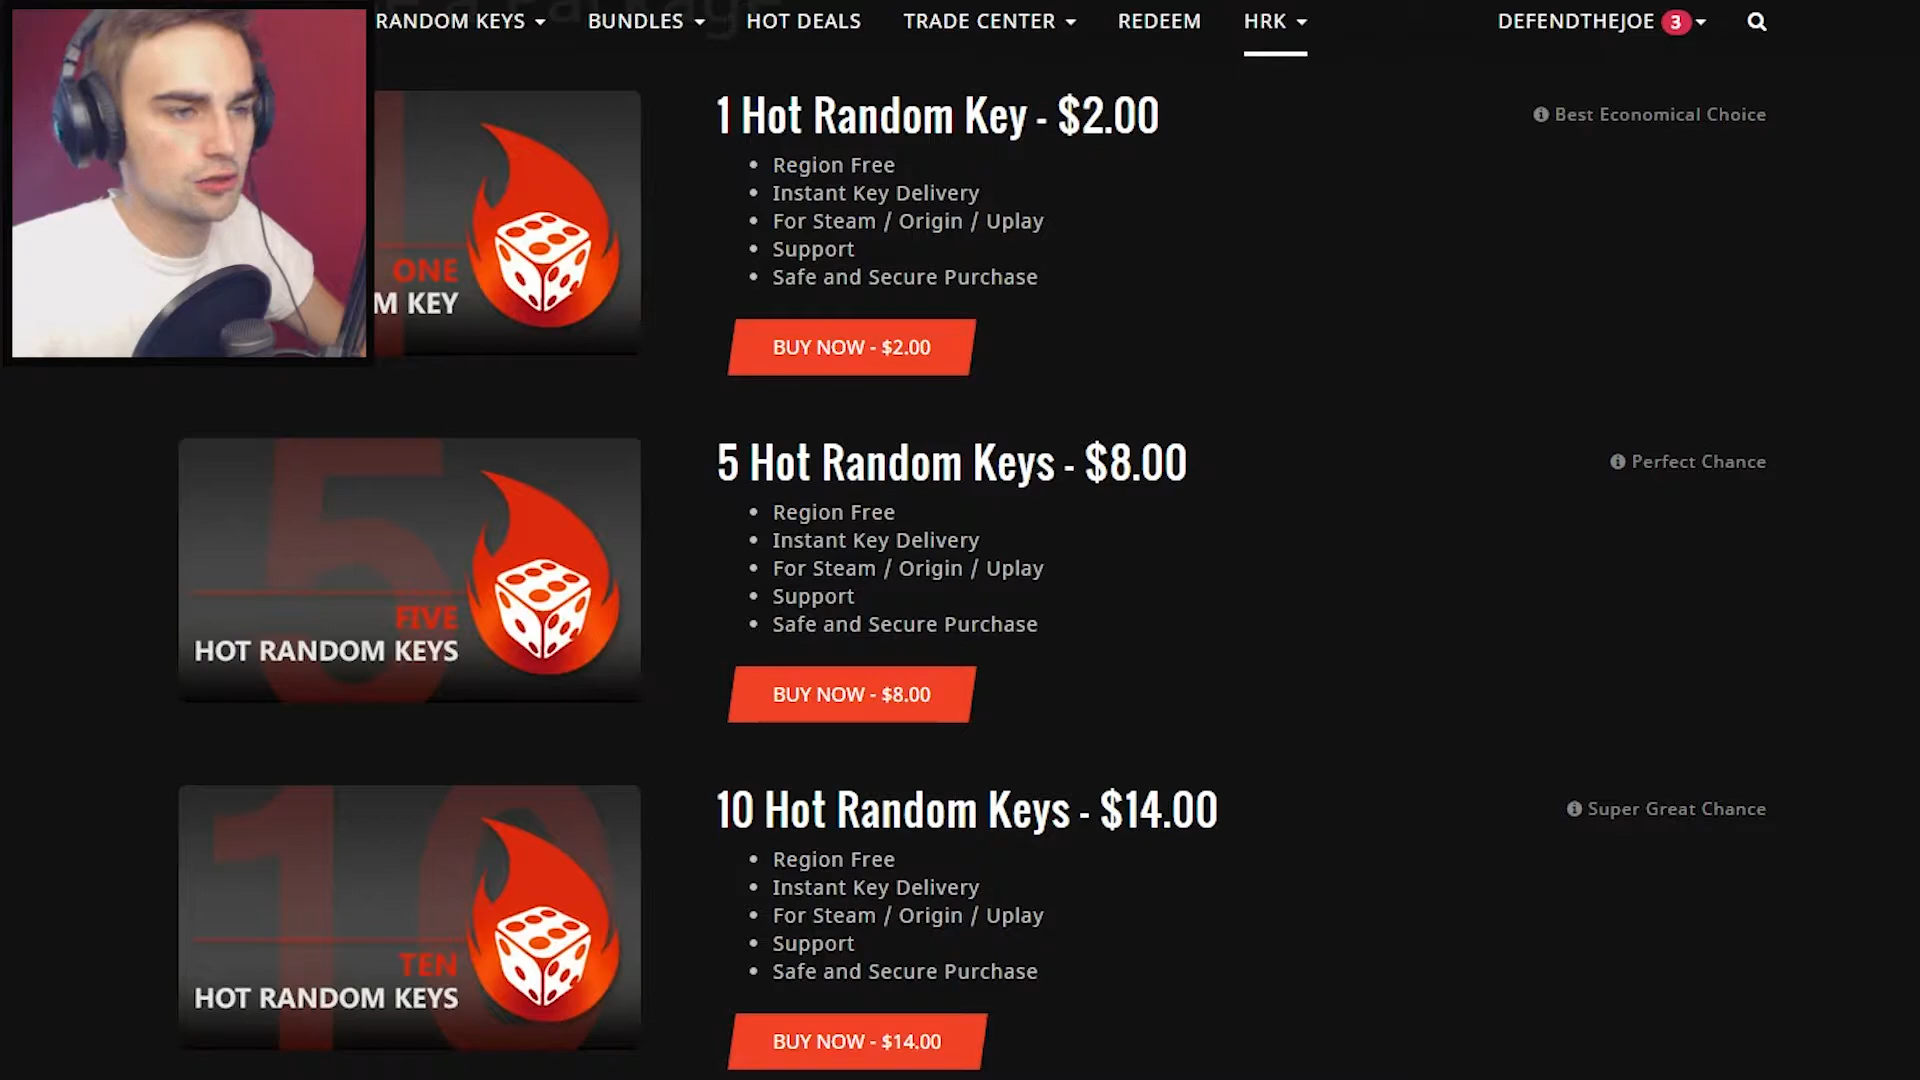 RANDOM KEYS
BUNDLES
HOT DEALS
TRADE CENTER
REDEEM
HRK
DEFENDTHEJOE 3
ONE
M KEY
1 Hot Random Key - $2.00
Best Economical Choice
Region Free
Instant Key Delivery
For Steam / Origin / Uplay
Support
Safe and Secure Purchase
BUY NOW - $2.00
5
FIVE
HOT RANDOM KEYS
5 Hot Random Keys - $8.00
Perfect Chance
Region Free
Instant Key Delivery
For Steam / Origin / Uplay
Support
Safe and Secure Purchase
BUY NOW - $8.00
10
TEN
HOT RANDOM KEYS
10 Hot Random Keys - $14.00
Super Great Chance
Region Free
Instant Key Delivery
For Steam / Origin / Uplay
Support
Safe and Secure Purchase
BUY NOW - $14.00